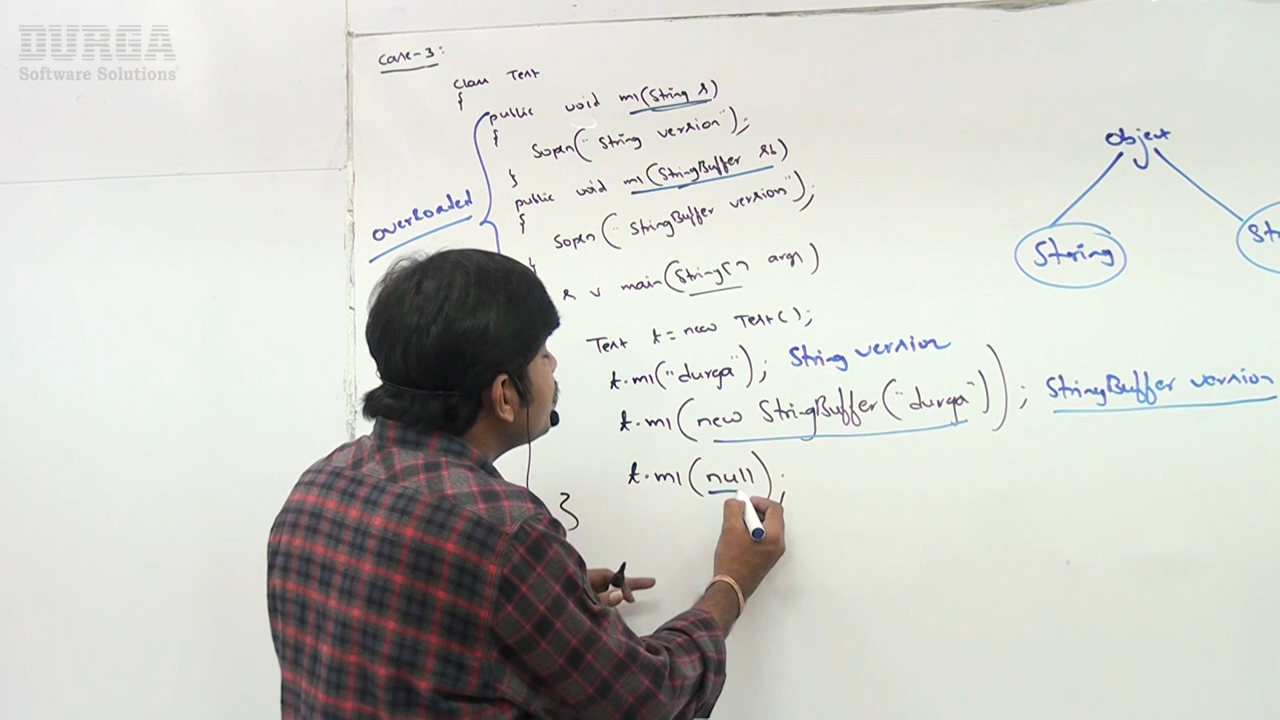 DURGA
Software Solutions
Case-3:
class Test
{
public void m1(String s)
{
Sopln("String version");
}
public void m1(StringBuffer sb)
{
Sopln("StringBuffer version");
}
overloaded
s v main(String[] args)
Test t = new Test();
t.m1("durga"); String version
t.m1(new StringBuffer("durga")); StringBuffer version
t.m1(null);
}
Object
String